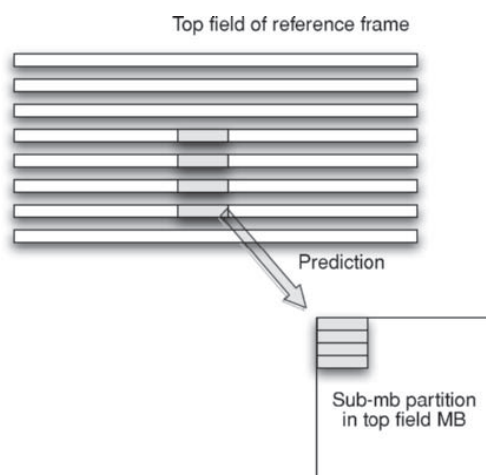 Top field of reference frame
Prediction
Sub-mb partition
in top field MB